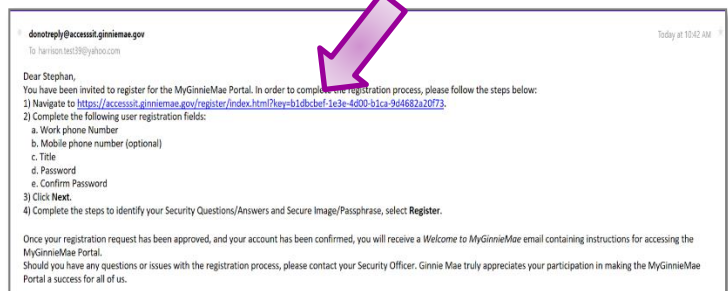 donotreply@accesssit.ginniemae.gov Today at 10:42 AM
To harrison.test39@yahoo.com
Dear Stephan,
You have been invited to register for the MyGinnieMae Portal. In order to complete the registration process, please follow the steps below:
1) Navigate to https://accesssit.ginniemae.gov/register/index.html?key=b1dbcbef-1e3e-4d00-b1ca-9d4682a20f73.
2) Complete the following user registration fields:
a. Work phone Number
b. Mobile phone number (optional)
c. Title
d. Password
e. Confirm Password
3) Click Next.
4) Complete the steps to identify your Security Questions/Answers and Secure Image/Passphrase, select Register.
Once your registration request has been approved, and your account has been confirmed, you will receive a Welcome to MyGinnieMae email containing instructions for accessing the
MyGinnieMae Portal.
Should you have any questions or issues with the registration process, please contact your Security Officer. Ginnie Mae truly appreciates your participation in making the MyGinnieMae
Portal a success for all of us.